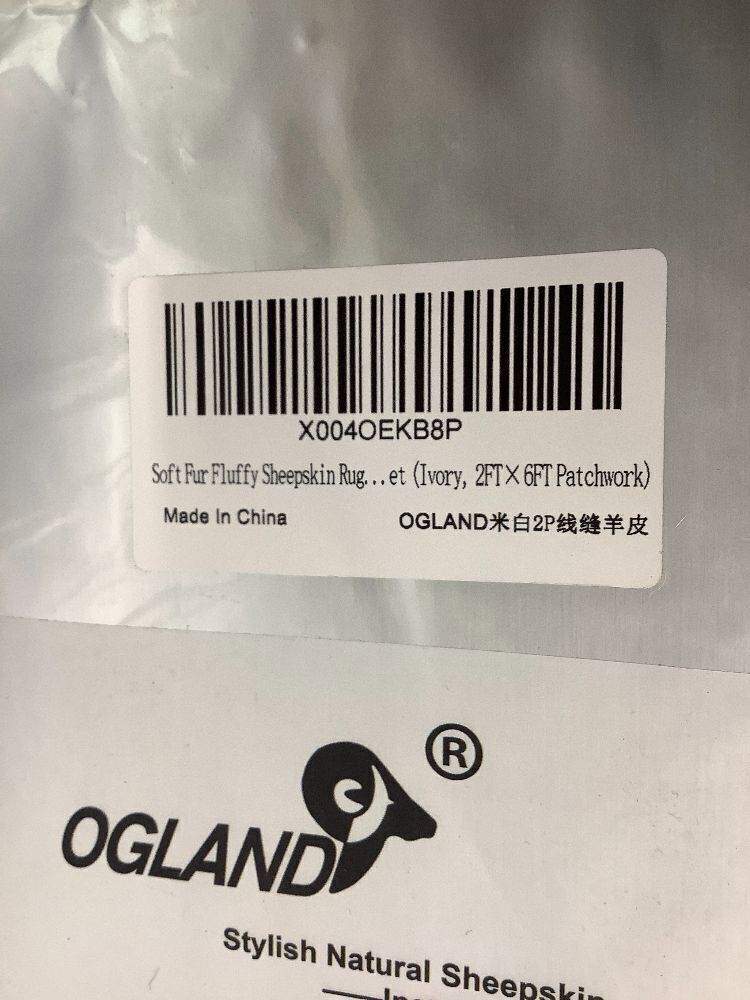 X004OEKB8P
Soft Fur Fluffy Sheepskin Rug...et (Ivory, 2FT×6FT Patchwork)
Made In China
OGLAND米白2P线缝羊皮
®
OGLAND
Stylish Natural Sheepskin